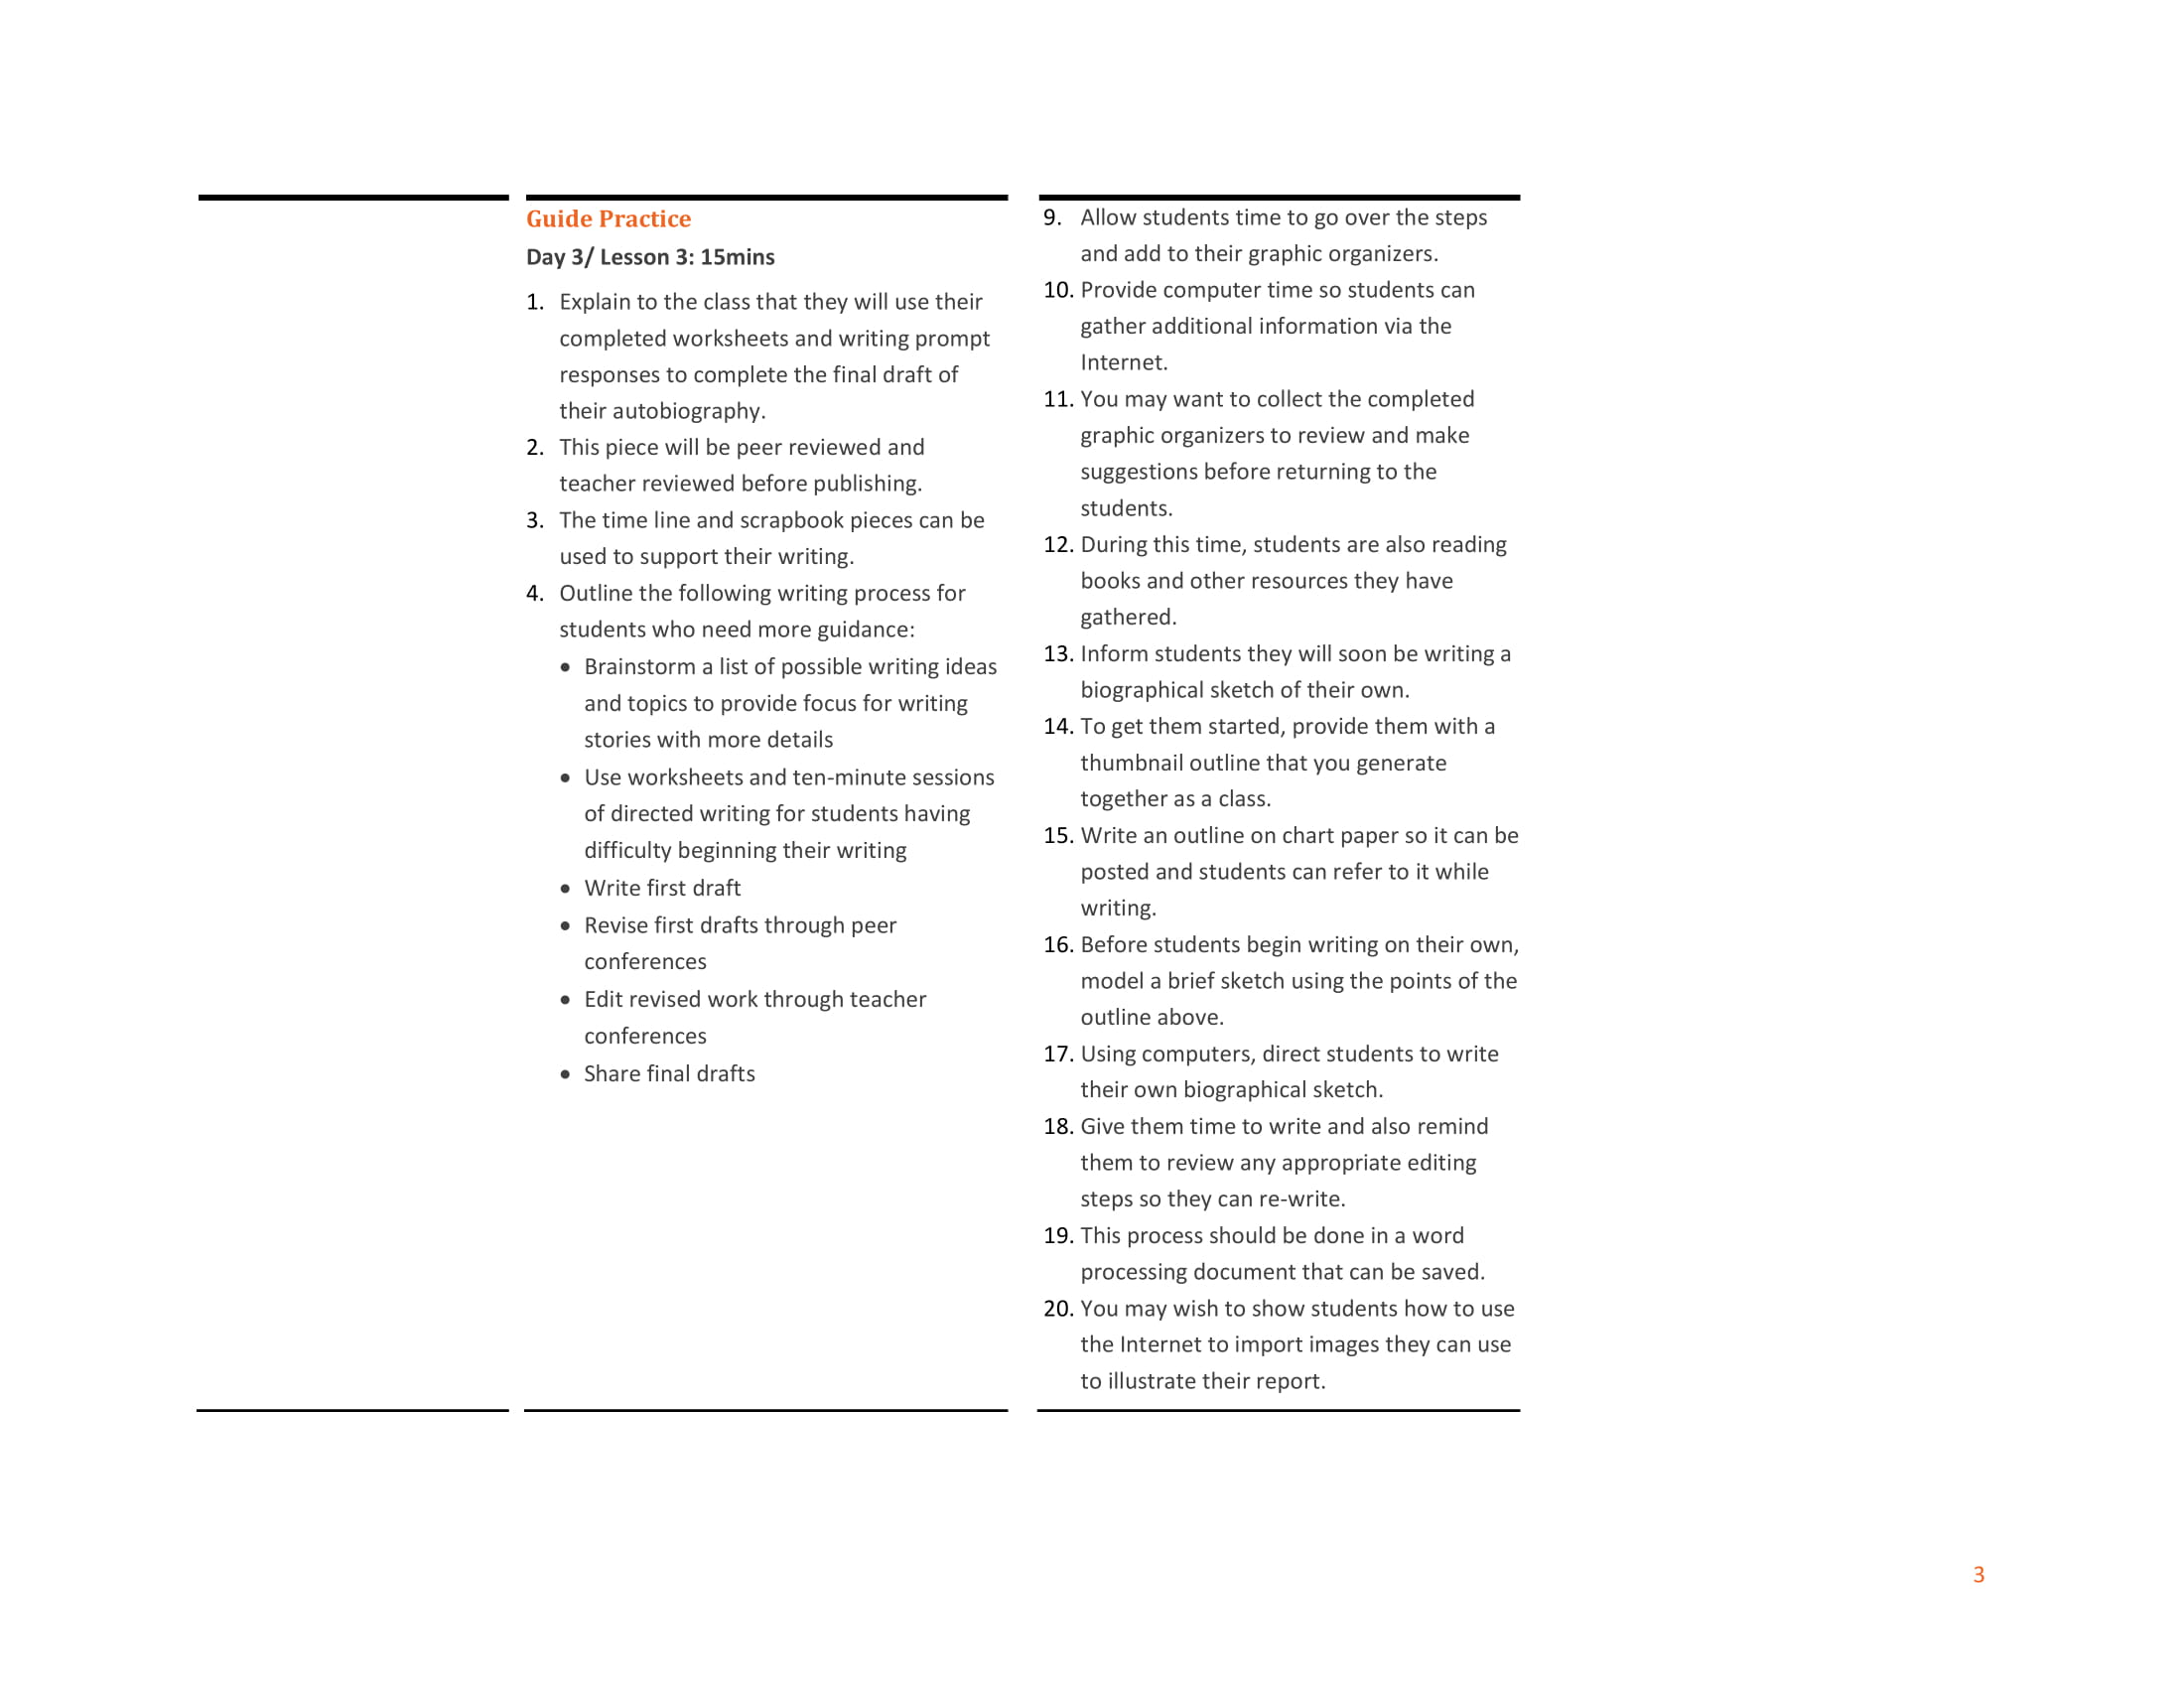 Guide Practice
Day 3/ Lesson 3: 15mins
1. Explain to the class that they will use their
completed worksheets and writing prompt
responses to complete the final draft of
their autobiography.
2. This piece will be peer reviewed and
teacher reviewed before publishing.
3. The time line and scrapbook pieces can be
used to support their writing.
4. Outline the following writing process for
students who need more guidance:
• Brainstorm a list of possible writing ideas
and topics to provide focus for writing
stories with more details
• Use worksheets and ten-minute sessions
of directed writing for students having
difficulty beginning their writing
• Write first draft
• Revise first drafts through peer
conferences
• Edit revised work through teacher
conferences
• Share final drafts
9. Allow students time to go over the steps
and add to their graphic organizers.
10. Provide computer time so students can
gather additional information via the
Internet.
11. You may want to collect the completed
graphic organizers to review and make
suggestions before returning to the
students.
12. During this time, students are also reading
books and other resources they have
gathered.
13. Inform students they will soon be writing a
biographical sketch of their own.
14. To get them started, provide them with a
thumbnail outline that you generate
together as a class.
15. Write an outline on chart paper so it can be
posted and students can refer to it while
writing.
16. Before students begin writing on their own,
model a brief sketch using the points of the
outline above.
17. Using computers, direct students to write
their own biographical sketch.
18. Give them time to write and also remind
them to review any appropriate editing
steps so they can re-write.
19. This process should be done in a word
processing document that can be saved.
20. You may wish to show students how to use
the Internet to import images they can use
to illustrate their report.
3